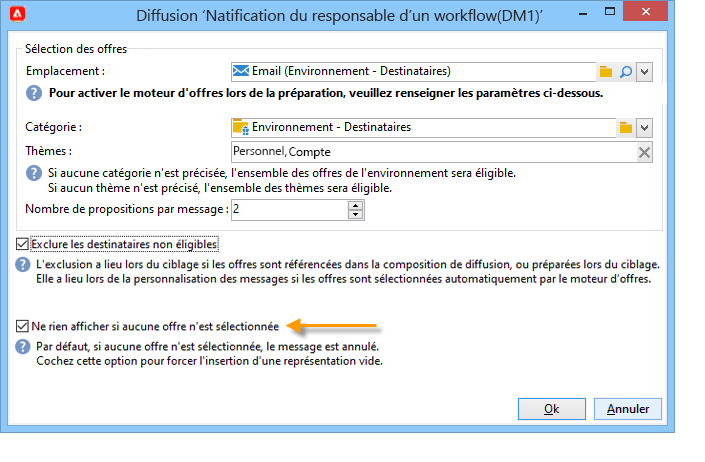 Diffusion ‘Natification du responsable d’un workflow(DM1)’
Sélection des offres
Emplacement : Email (Environnement - Destinataires)
Pour activer le moteur d'offres lors de la préparation, veuillez renseigner les paramètres ci-dessous.
Catégorie : Environnement - Destinataires
Thèmes : Personnel, Compte
Si aucune catégorie n'est précisée, l'ensemble des offres de l'environnement sera éligible.
Si aucun thème n'est précisé, l'ensemble des thèmes sera éligible.
Nombre de propositions par message : 2
Exclure les destinataires non éligibles
L'exclusion a lieu lors du ciblage si les offres sont référencées dans la composition de diffusion, ou préparées lors du ciblage.
Elle a lieu lors de la personnalisation des messages si les offres sont sélectionnées automatiquement par le moteur d'offres.
Ne rien afficher si aucune offre n'est sélectionnée
Par défaut, si aucune offre n'est sélectionnée, le message est annulé.
Cochez cette option pour forcer l'insertion d'une représentation vide.
Ok Annuler